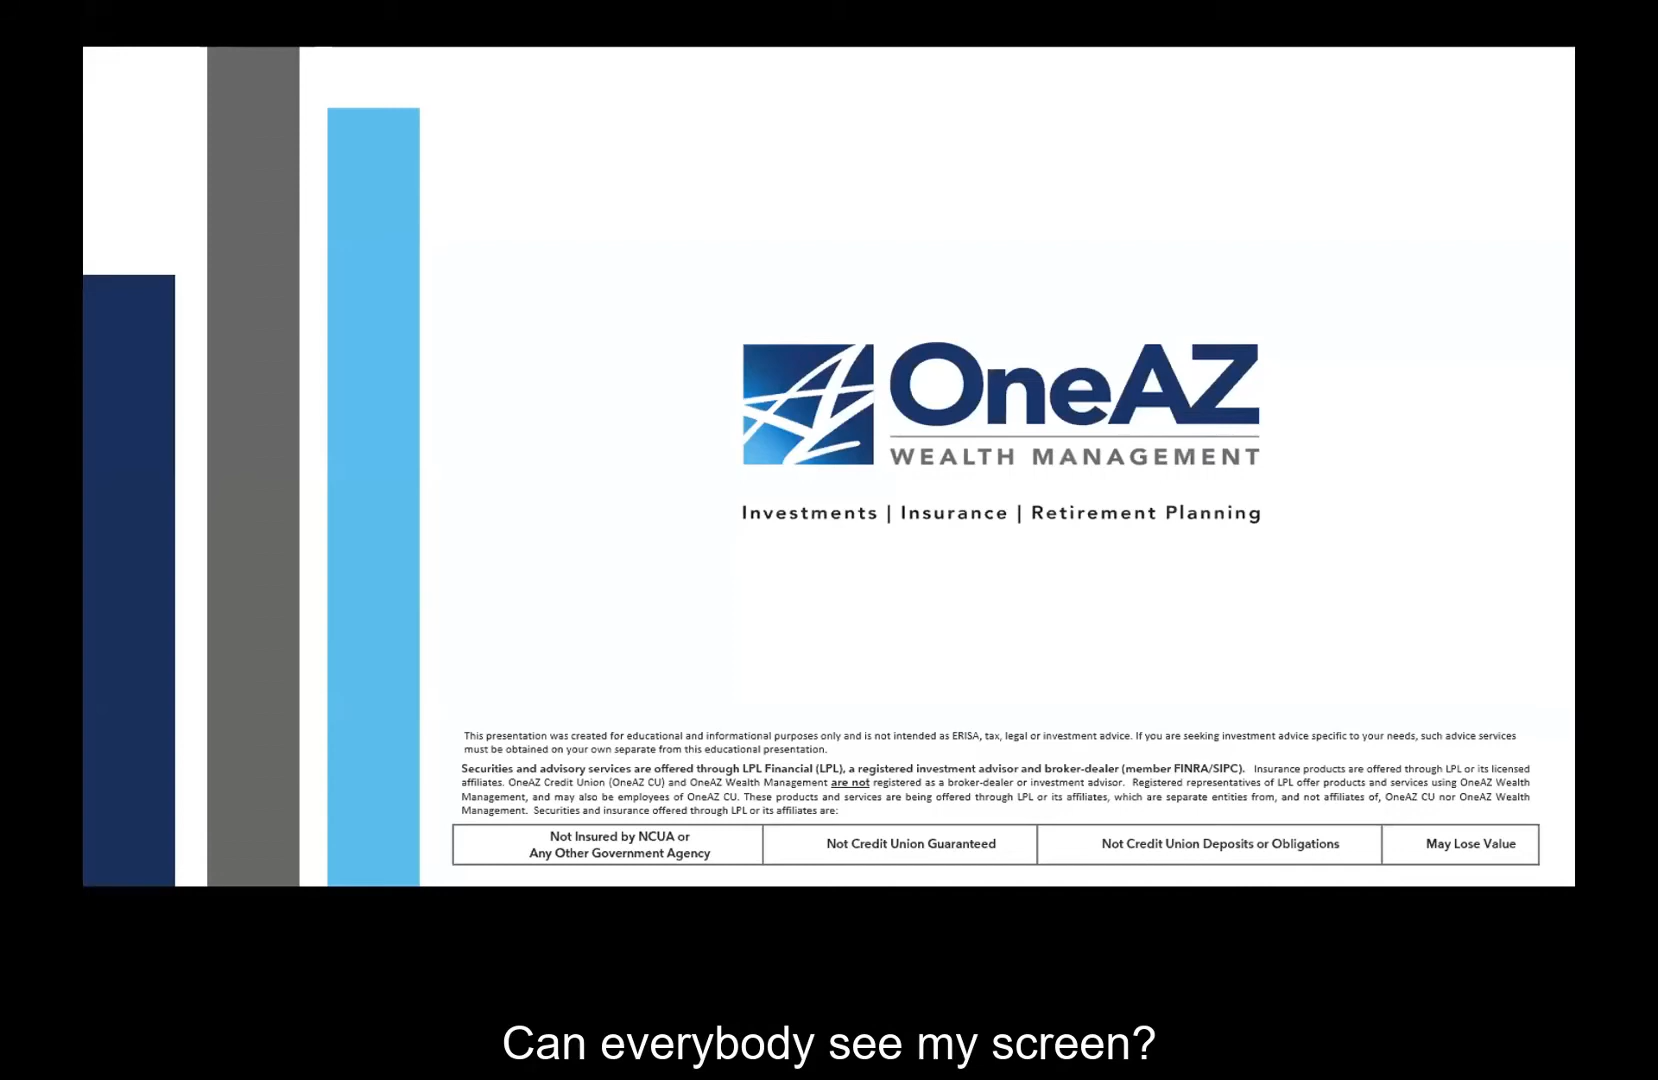 OneAZ
WEALTH MANAGEMENT
Investments | Insurance | Retirement Planning
This presentation was created for educational and informational purposes only and is not intended as ERISA, tax, legal or investment advice. If you are seeking investment advice specific to your needs, such advice services
must be obtained on your own separate from this educational presentation.
Securities and advisory services are offered through LPL Financial (LPL), a registered investment advisor and broker-dealer (member FINRA/SIPC). Insurance products are offered through LPL or its licensed
affiliates. OneAZ Credit Union (OneAZ CU) and OneAZ Wealth Management are not registered as a broker-dealer or investment advisor. Registered representatives of LPL offer products and services using OneAZ Wealth
Management, and may also be employees of OneAZ CU. These products and services are being offered through LPL or its affiliates, which are separate entities from, and not affiliates of, OneAZ CU nor OneAZ Wealth
Management. Securities and insurance offered through LPL or its affiliates are:
Not Insured by NCUA or
Any Other Government Agency
Not Credit Union Guaranteed
Not Credit Union Deposits or Obligations
May Lose Value
Can everybody see my screen?